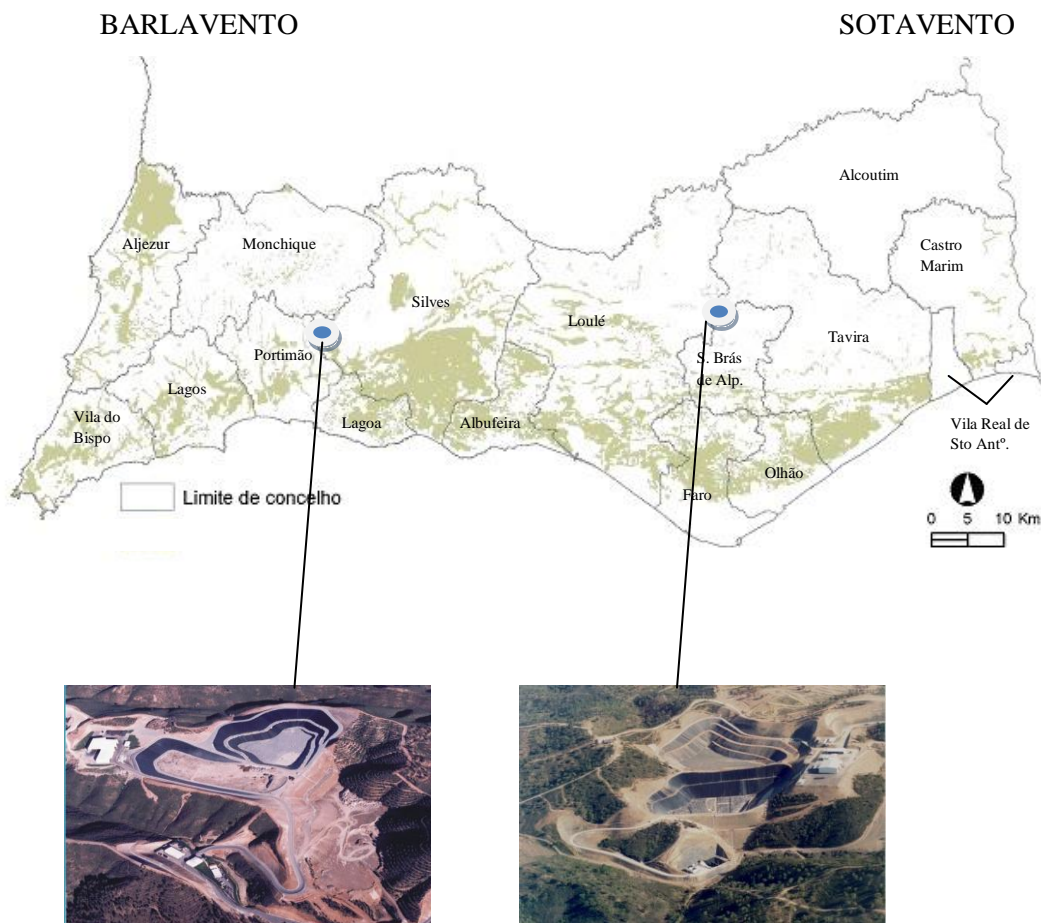 BARLAVENTO
SOTAVENTO
Alcoutim
Aljezur
Monchique
Castro
Marim
Silves
Loulé
Tavira
Portimão
S. Brás
de Alp.
Lagos
Vila do
Bispo
Lagoa
Albufeira
Vila Real de
Sto Antº.
Olhão
Faro
Limite de concelho
0 5 10 Km